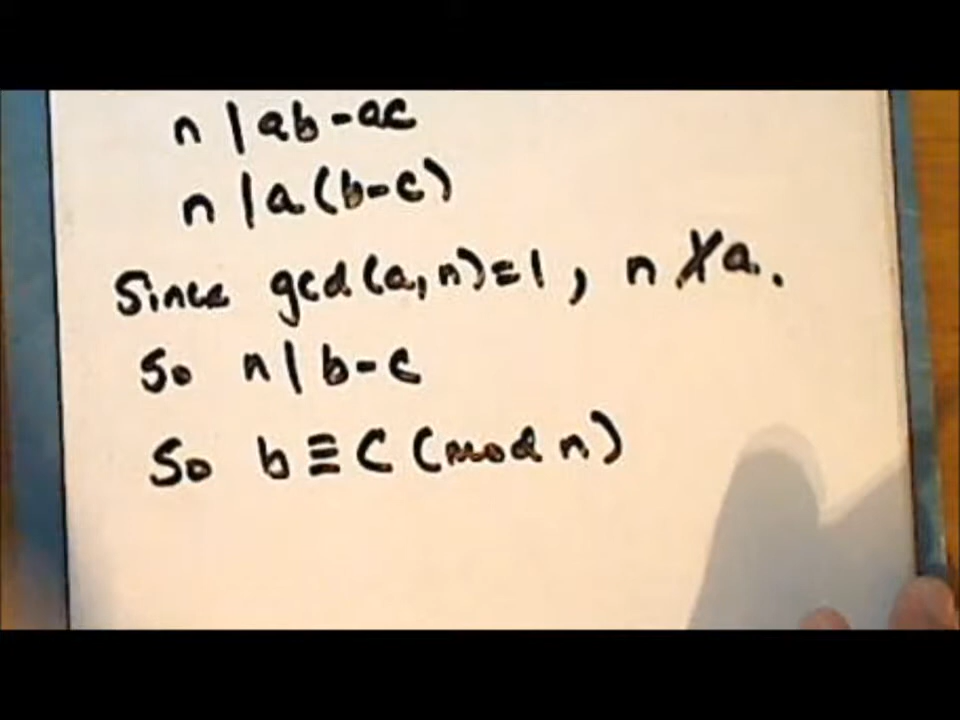 n | ab-ac
n | a(b-c)
Since gcd(a,n)=1, n ∤ a.
So n | b-c
So b ≡ c (mod n)